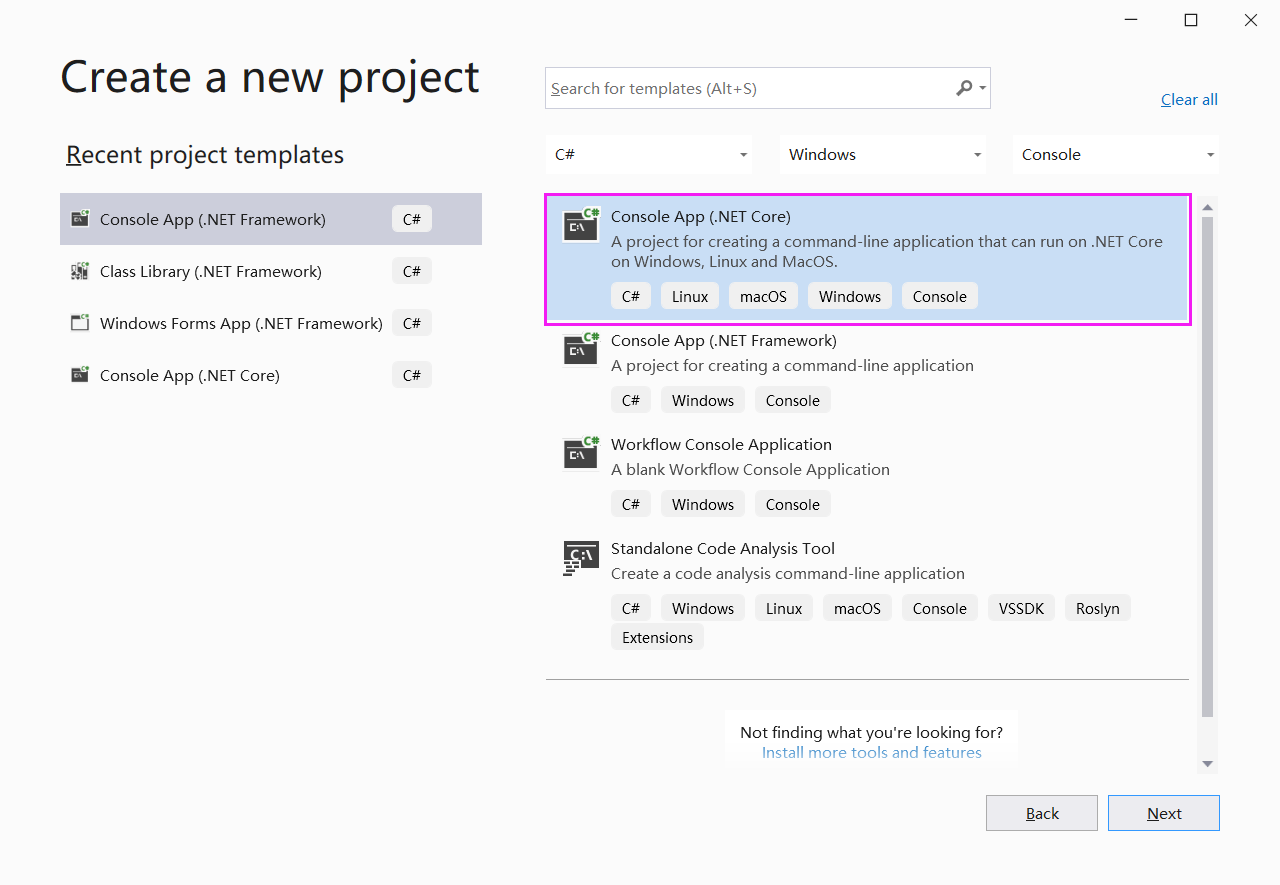 Create a new project
Search for templates (Alt+S)
Clear all
Recent project templates
C#
Windows
Console
Console App (.NET Framework)
C#
Class Library (.NET Framework)
C#
Windows Forms App (.NET Framework)
C#
Console App (.NET Core)
C#
Console App (.NET Core)
A project for creating a command-line application that can run on .NET Core
on Windows, Linux and MacOS.
C# Linux macOS Windows Console
Console App (.NET Framework)
A project for creating a command-line application
C# Windows Console
Workflow Console Application
A blank Workflow Console Application
C# Windows Console
Standalone Code Analysis Tool
Create a code analysis command-line application
C# Windows Linux macOS Console VSSDK Roslyn
Extensions
Not finding what you're looking for?
Install more tools and features
Back
Next